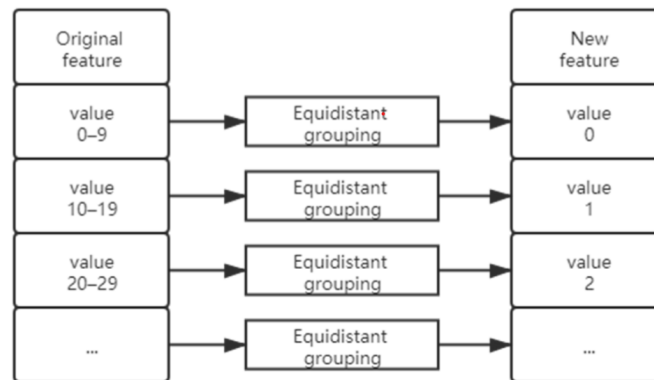 Original
feature
New
feature
value
0–9
Equidistant
grouping
value
0
value
10–19
Equidistant
grouping
value
1
value
20–29
Equidistant
grouping
value
2
...
Equidistant
grouping
...